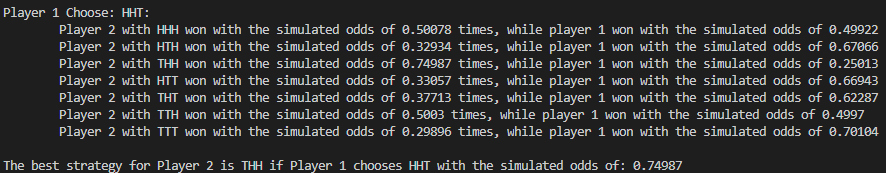 Player 1 Choose: HHT:
Player 2 with HHH won with the simulated odds of 0.50078 times, while player 1 won with the simulated odds of 0.49922
Player 2 with HTH won with the simulated odds of 0.32934 times, while player 1 won with the simulated odds of 0.67066
Player 2 with THH won with the simulated odds of 0.74987 times, while player 1 won with the simulated odds of 0.25013
Player 2 with HTT won with the simulated odds of 0.33057 times, while player 1 won with the simulated odds of 0.66943
Player 2 with THT won with the simulated odds of 0.37713 times, while player 1 won with the simulated odds of 0.62287
Player 2 with TTH won with the simulated odds of 0.5003 times, while player 1 won with the simulated odds of 0.4997
Player 2 with TTT won with the simulated odds of 0.29896 times, while player 1 won with the simulated odds of 0.70104
The best strategy for Player 2 is THH if Player 1 chooses HHT with the simulated odds of: 0.74987